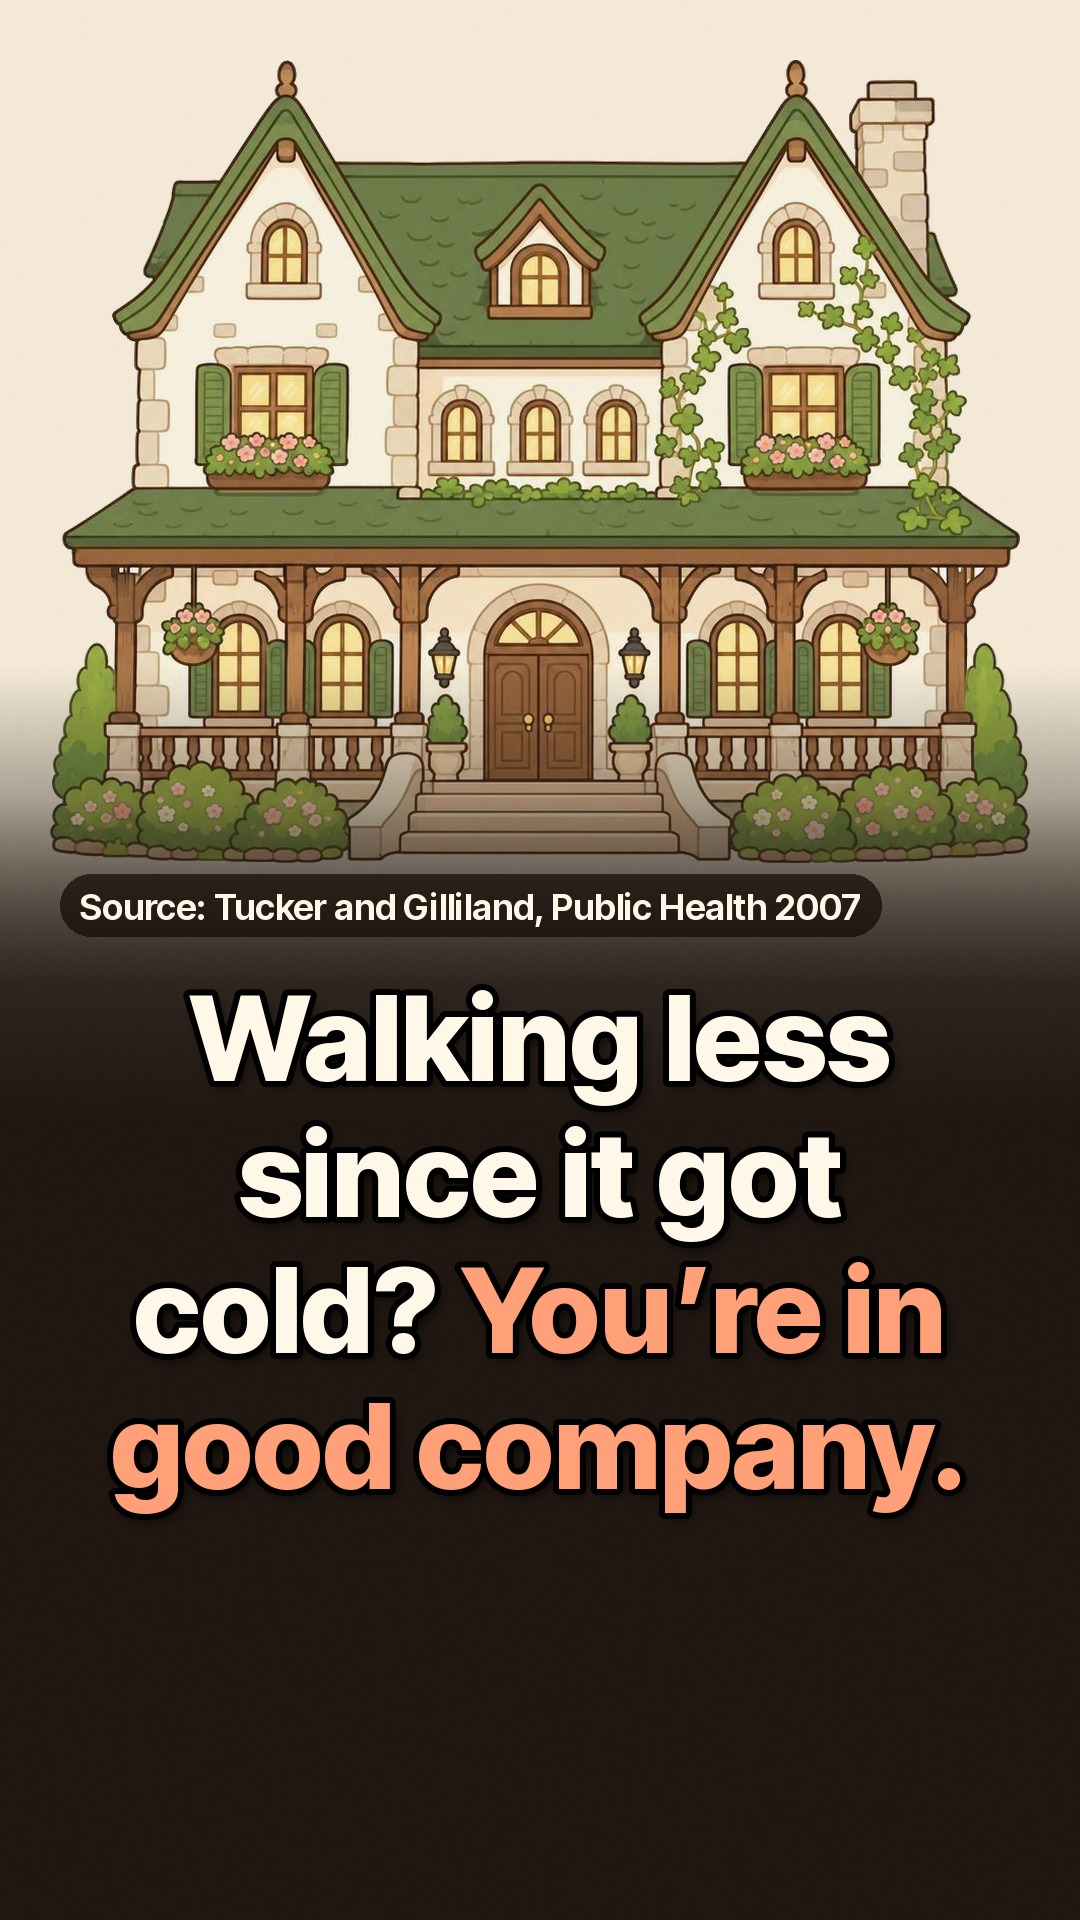 Source: Tucker and Gilliland, Public Health 2007
Walking less
since it got
cold? You’re in
good company.